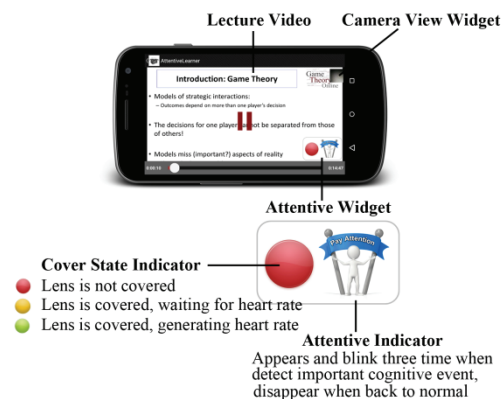 Lecture Video
Camera View Widget
AttentiveLearner
Introduction: Game Theory
Game
Theory
Online
• Models of strategic interactions:
– Outcomes depend on more than one player's decision
• The decisions for one player cannot be separated from those
of others!
• Models miss (important?) aspects of reality
0:00:16
0:14:47
Attentive Widget
Pay Attention
Cover State Indicator
Lens is not covered
Lens is covered, waiting for heart rate
Lens is covered, generating heart rate
Attentive Indicator
Appears and blink three time when
detect important cognitive event,
disappear when back to normal